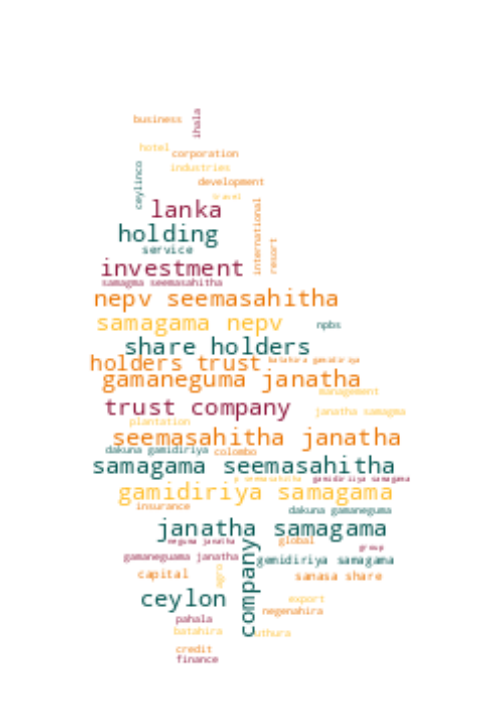 business
ihala
hotel
corporation
ceylinco
industries
development
travel
lanka
international
holding
service
resort
investment
samagma seemasahitha
nepv seemasahitha
samagama nepv
npbs
share holders
holders trust
batahira gamidiriya
gamaneguma janatha
management
trust company
janatha samagma
plantation
seemasahitha janatha
dakuna gamidiriya
colombo
samagama seemasahitha
p seemasahitha
gamidiriya samagama
gamidiriya samagama
insurance
dakuna gamaneguma
janatha samagama
neguma janatha
global
group
gamaneguama janatha
company
gemidiriya samagama
capital
agro
sanasa share
ceylon
export
negenahira
pahala
batahira
uthura
credit
finance